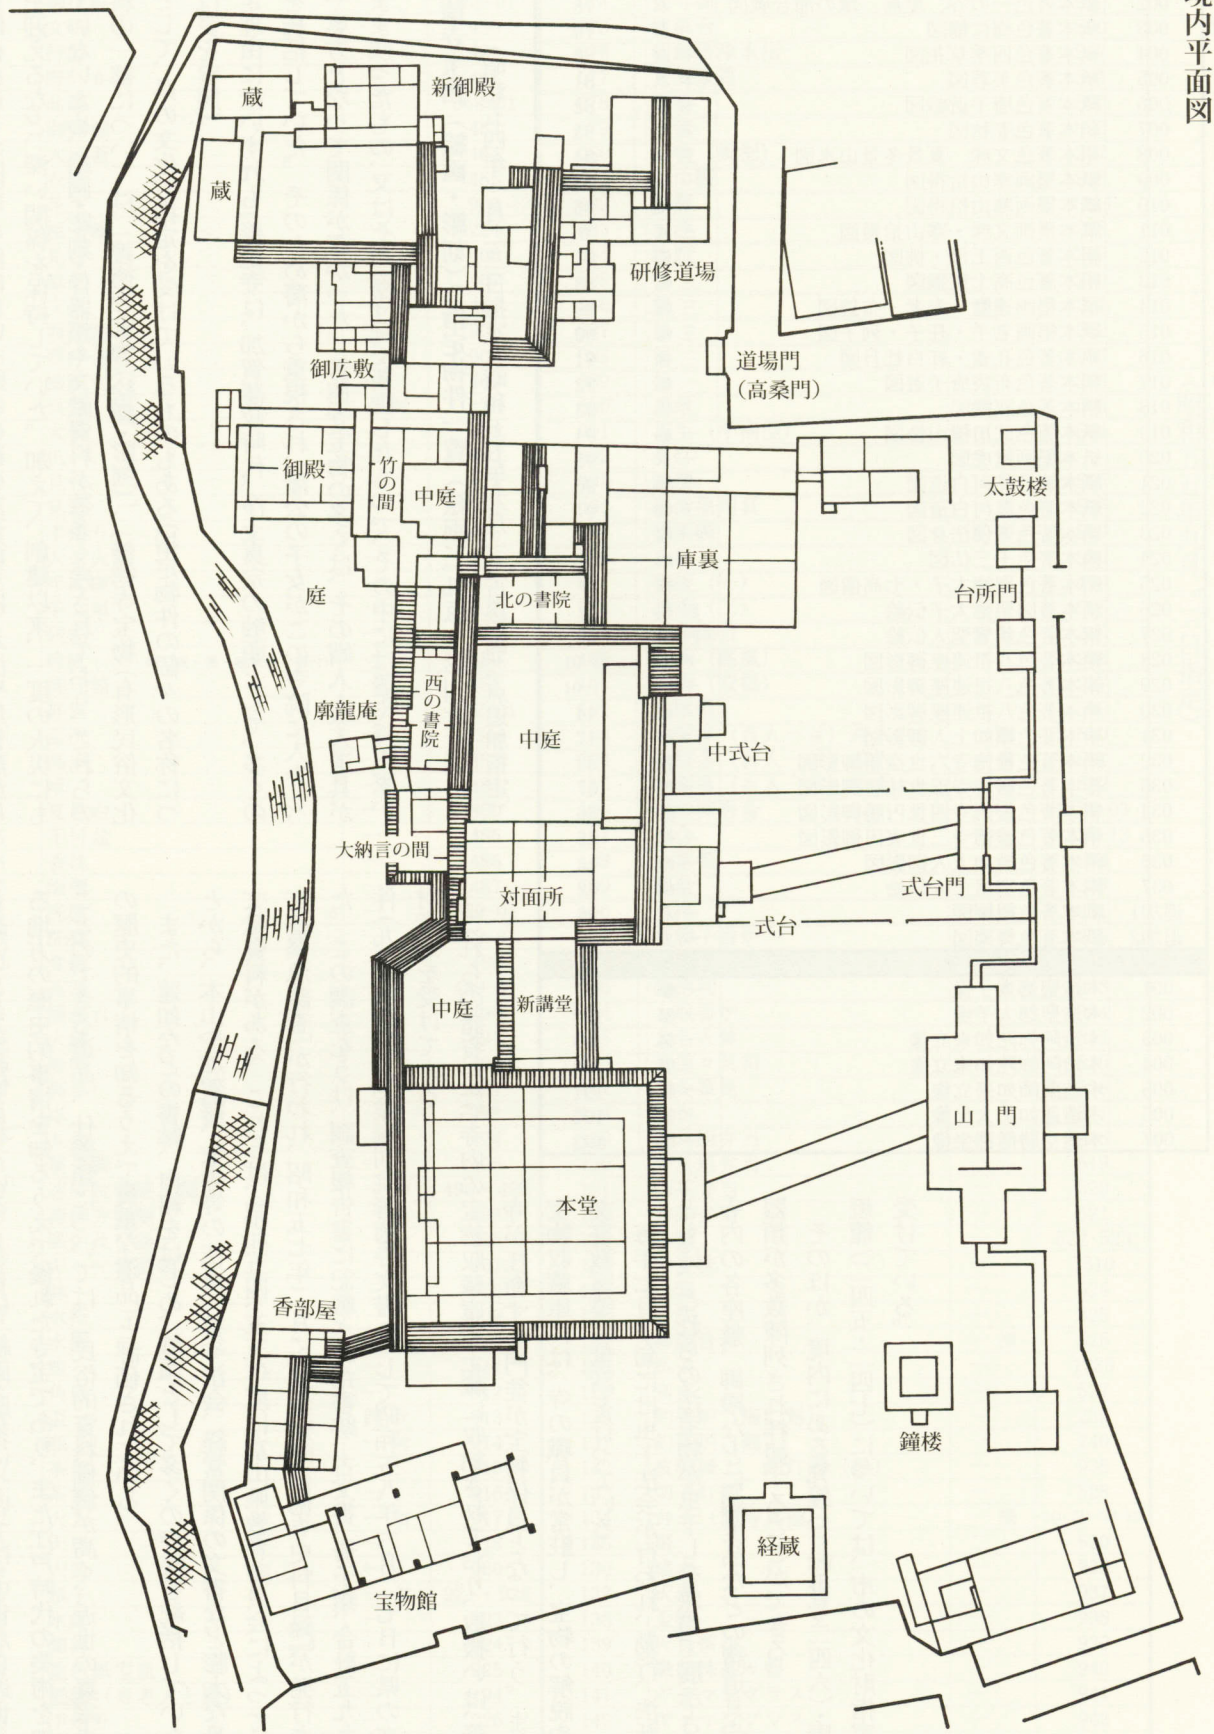 境内平面図
新御殿
蔵
蔵
研修道場
御広敷
道場門
(高桑門)
御殿
竹の間
中庭
太鼓楼
庫裏
庭
北の書院
台所門
西の書院
廓龍庵
中庭
中式台
大納言の間
対面所
式台門
式台
中庭
新講堂
山門
本堂
香部屋
鐘楼
経蔵
宝物館